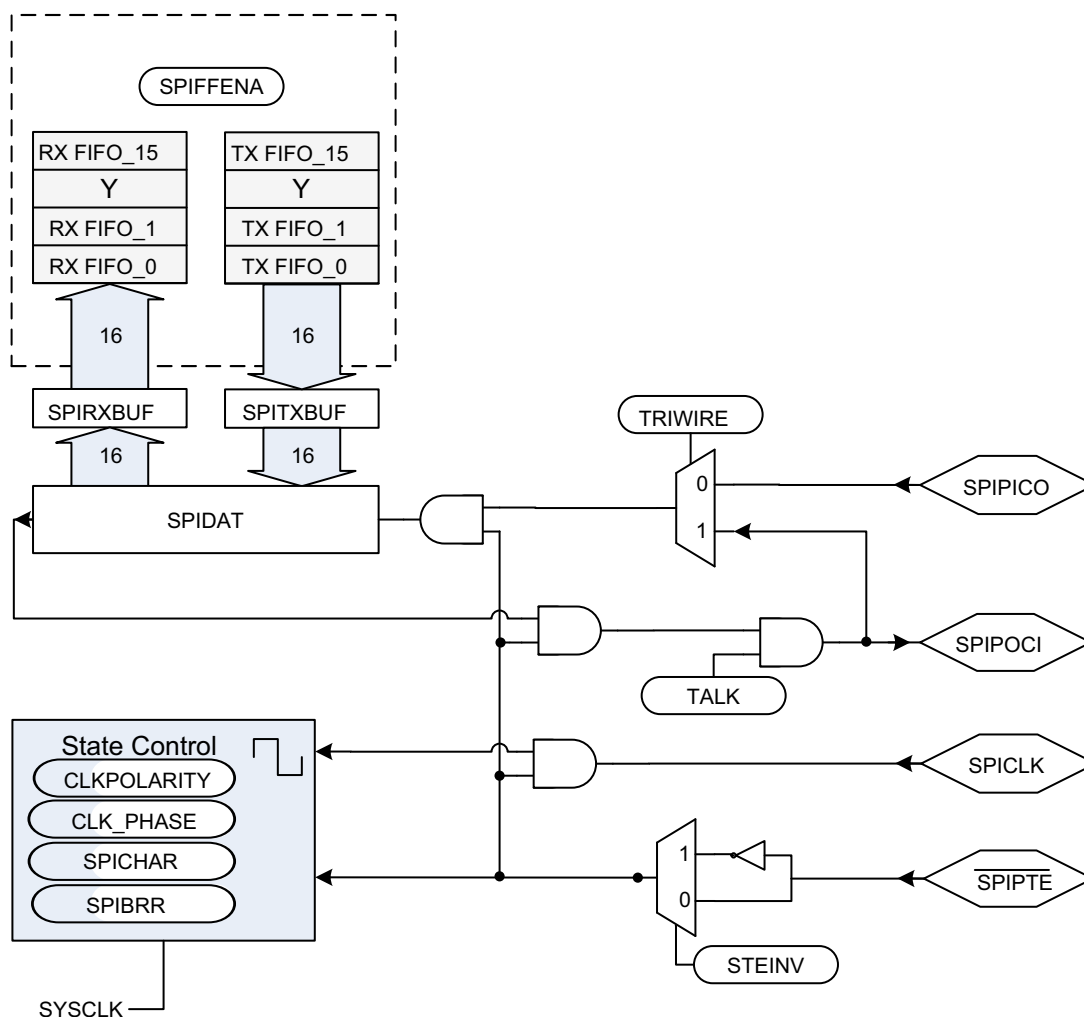 SPIFFENA
RX FIFO_15
TX FIFO_15
Y
Y
RX FIFO_1
TX FIFO_1
RX FIFO_0
TX FIFO_0
16
16
SPIRXBUF
SPITXBUF
TRIWIRE
16
16
0
SPIPICO
SPIDAT
1
SPIPOCI
TALK
State Control
CLKPOLARITY
SPICLK
CLK_PHASE
SPICHAR
1
SPIPTE
SPIBRR
0
STEINV
SYSCLK